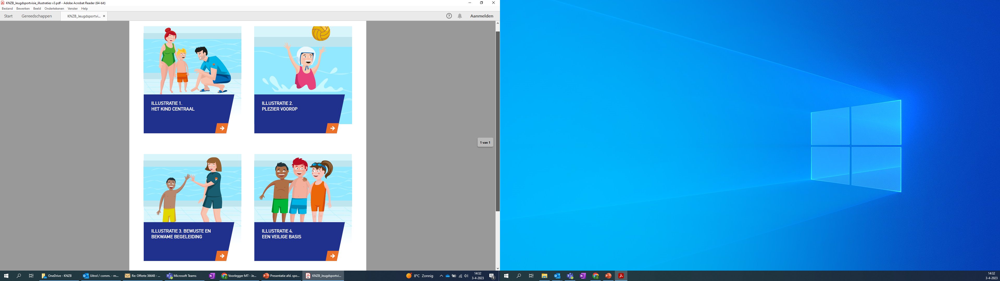 KNZB_Jeugdsportvisie_illustraties v3.pdf - Adobe Acrobat Reader (64-bit)
Bestand Bewerken Beeld Ondertekenen Venster Help
Start Gereedschappen KNZB_Jeugdsportvi... × Aanmelden
ILLUSTRATIE 1.
HET KIND CENTRAAL
ILLUSTRATIE 2.
PLEZIER VOOROP
1 van 1
ILLUSTRATIE 3. BEWUSTE EN
BEKWAME BEGELEIDING
ILLUSTRATIE 4.
EEN VEILIGE BASIS
OneDrive - KNZB Uitrol / comm. - m... Re: Offerte 36648 - ... Microsoft Teams Voorlegger MT - Je... Presentatie afd. spo... KNZB_Jeugdsportvi... 8°C Zonnig
14:32
3-4-2023
6
14:32
3-4-2023